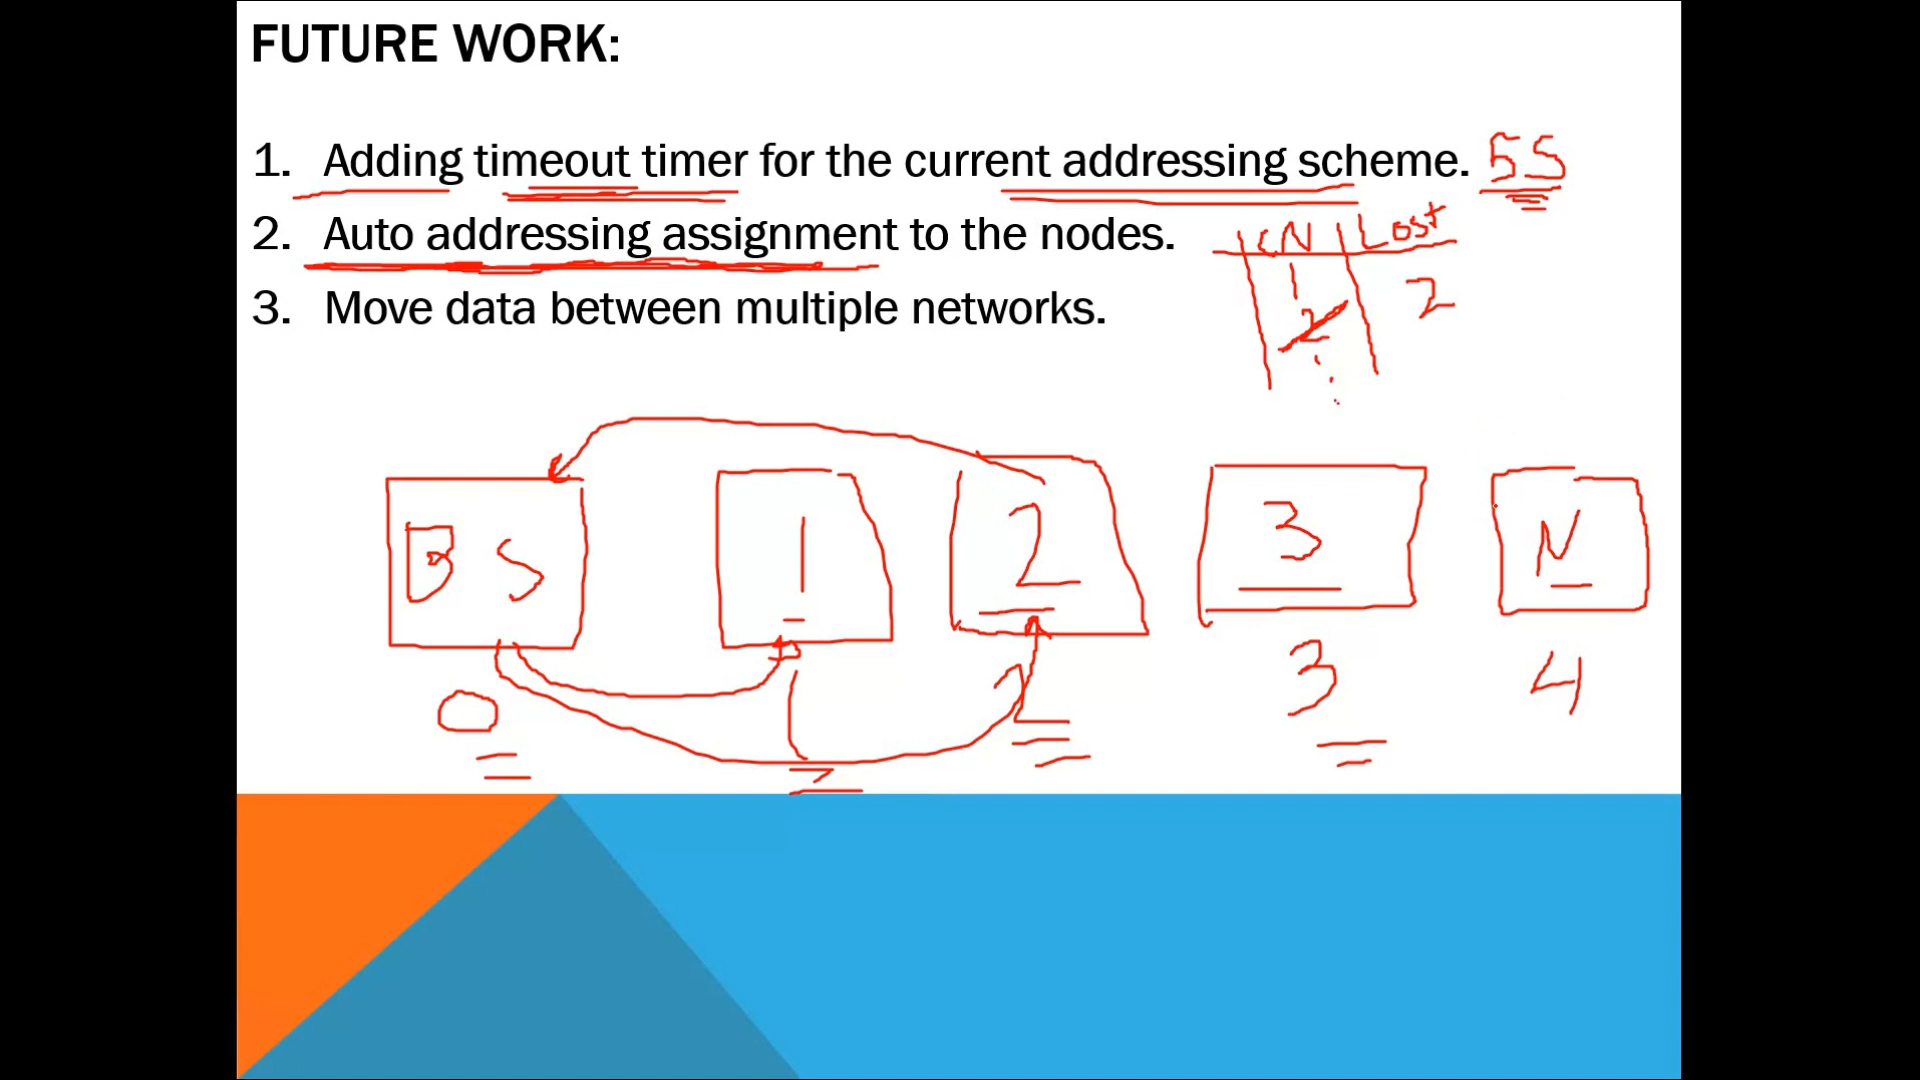 FUTURE WORK:
1. Adding timeout timer for the current addressing scheme. 5S
2. Auto addressing assignment to the nodes.
CN Lost
3. Move data between multiple networks.
1 2
2
BS 1 2 3 N
0 1 2 3 4